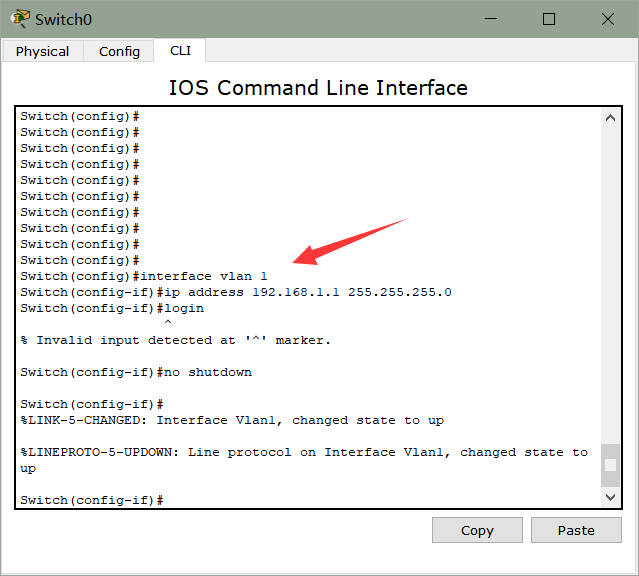 Switch0
Physical Config CLI
IOS Command Line Interface
Switch(config)#
Switch(config)#
Switch(config)#
Switch(config)#
Switch(config)#
Switch(config)#
Switch(config)#
Switch(config)#
Switch(config)#
Switch(config)#
Switch(config)#interface vlan 1
Switch(config-if)#ip address 192.168.1.1 255.255.255.0
Switch(config-if)#login
^
% Invalid input detected at '^' marker.
Switch(config-if)#no shutdown
Switch(config-if)#
%LINK-5-CHANGED: Interface Vlan1, changed state to up
%LINEPROTO-5-UPDOWN: Line protocol on Interface Vlan1, changed state to
up
Switch(config-if)#
Copy Paste